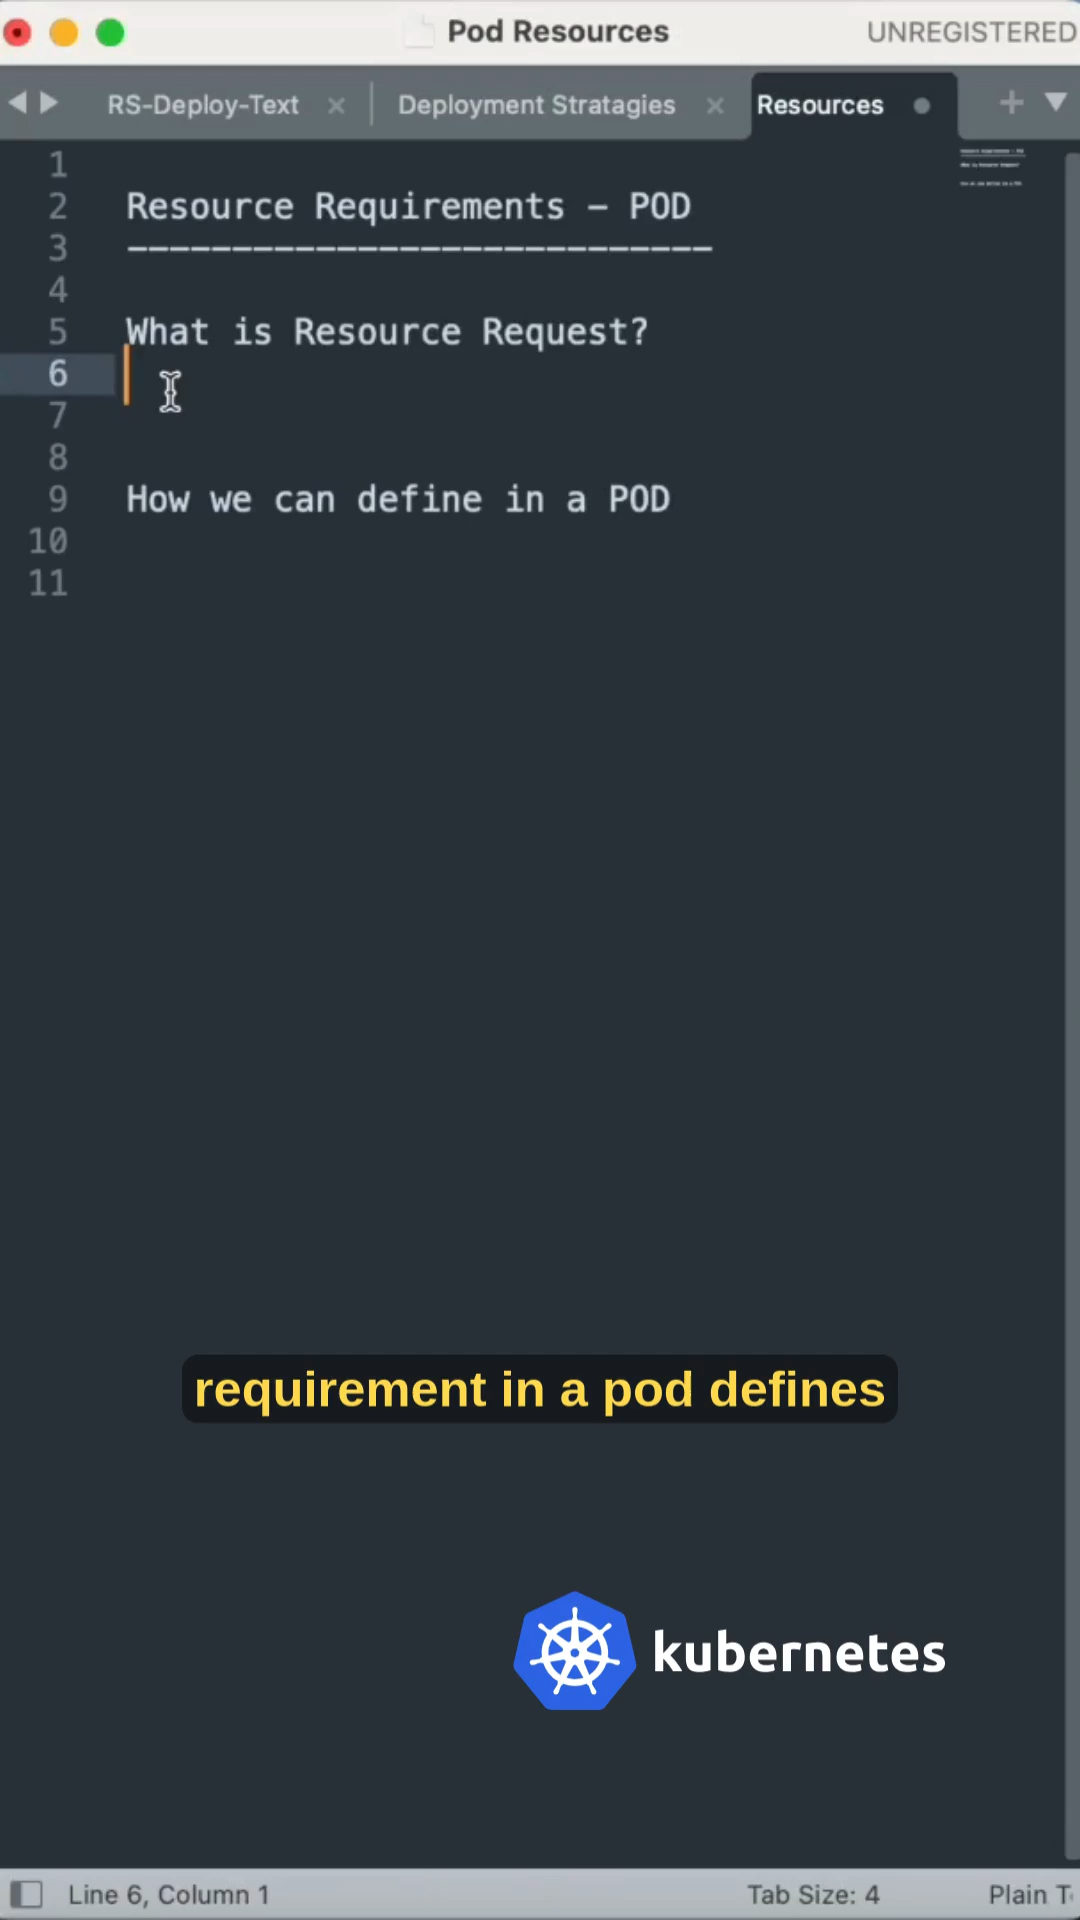 Pod Resources
UNREGISTERED
RS-Deploy-Text
Deployment Stratagies
Resources
1
2 Resource Requirements – POD
3 ----------------------------
4
5 What is Resource Request?
6
7
8
9 How we can define in a POD
10
11
requirement in a pod defines
kubernetes
Line 6, Column 1
Tab Size: 4
Plain